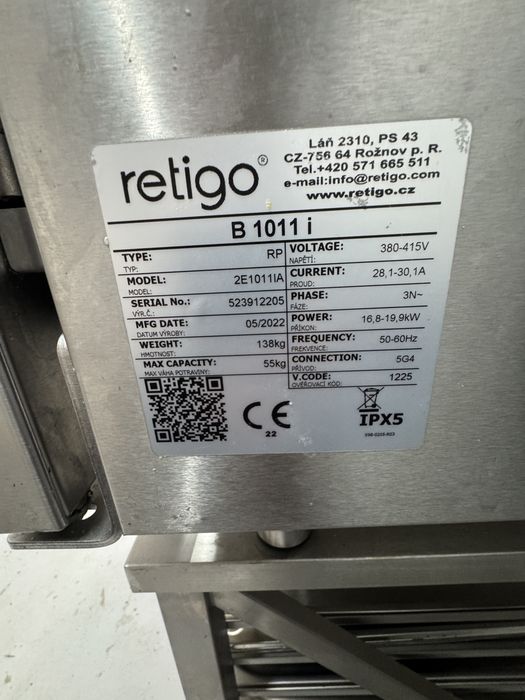 retigo®
Láň 2310, PS 43
CZ-756 64 Rožnov p. R.
Tel.+420 571 665 511
e-mail:info@retigo.com
www.retigo.cz
B 1011 i
TYPE: RP
TYP:
MODEL: 2E1011IA
MODEL:
SERIAL No.: 523912205
VÝR.Č.:
MFG DATE: 05/2022
DATUM VÝROBY:
WEIGHT: 138kg
HMOTNOST:
MAX CAPACITY: 55kg
MAX VÁHA POTRAVINY:
VOLTAGE: 380-415V
NAPĚTÍ:
CURRENT: 28,1-30,1A
PROUD:
PHASE: 3N~
FÁZE:
POWER: 16,8-19,9kW
PŘÍKON:
FREQUENCY: 50-60Hz
FREKVENCE:
CONNECTION: 5G4
PŘÍVOD:
V.CODE: 1225
OVĚŘOVACÍ KÓD:
CE
22
IPX5